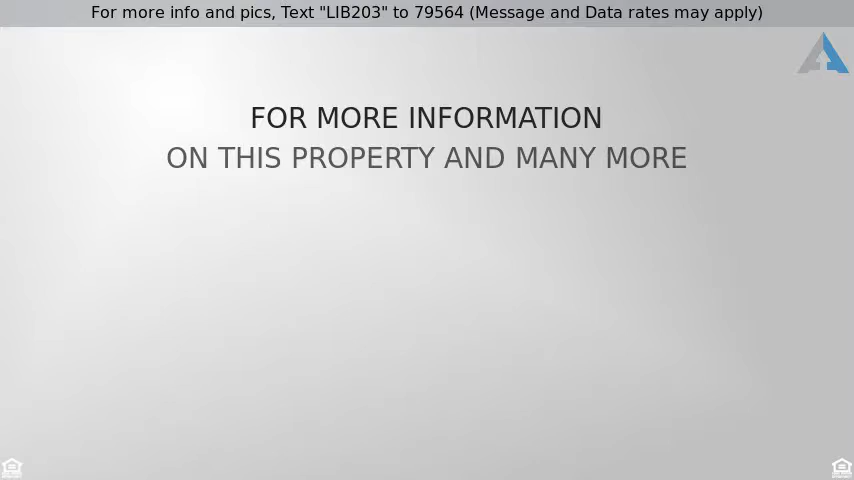 For more info and pics, Text "LIB203" to 79564 (Message and Data rates may apply)
FOR MORE INFORMATION
ON THIS PROPERTY AND MANY MORE